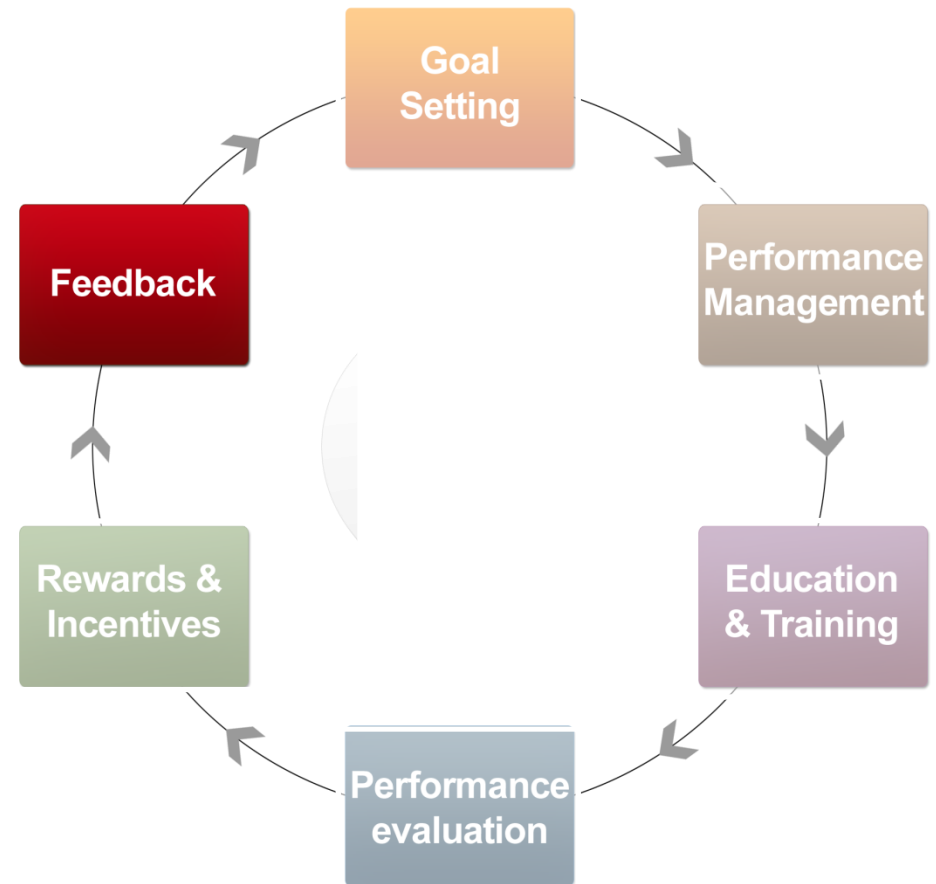 Goal
Setting
Performance
Management
Education
& Training
Performance
evaluation
Rewards &
Incentives
Feedback